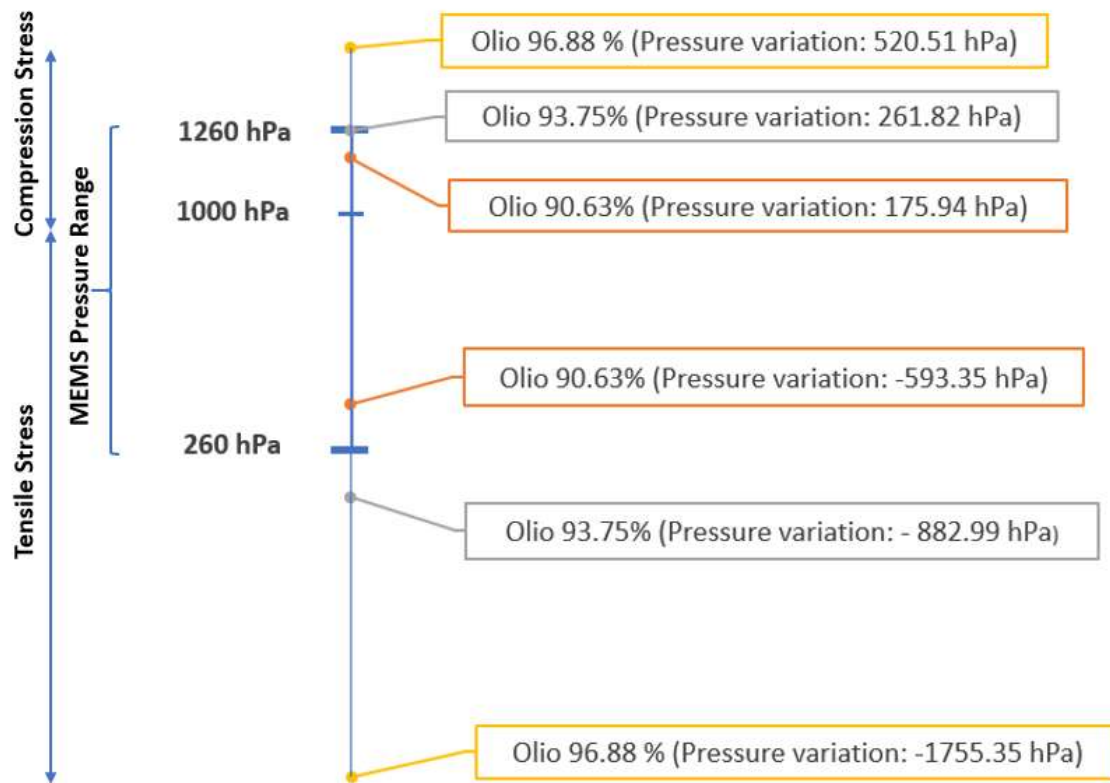 Compression Stress
Tensile Stress
MEMS Pressure Range
1260 hPa
1000 hPa
260 hPa
Olio 96.88 % (Pressure variation: 520.51 hPa)
Olio 93.75% (Pressure variation: 261.82 hPa)
Olio 90.63% (Pressure variation: 175.94 hPa)
Olio 90.63% (Pressure variation: -593.35 hPa)
Olio 93.75% (Pressure variation: - 882.99 hPa)
Olio 96.88 % (Pressure variation: -1755.35 hPa)